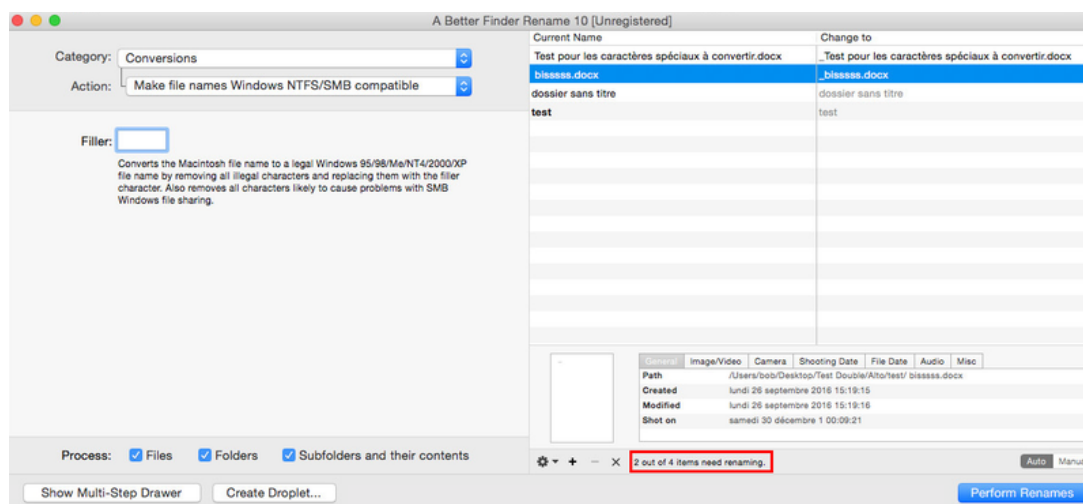 A Better Finder Rename 10 [Unregistered]
Category: Conversions
Action: Make file names Windows NTFS/SMB compatible
Filler:
Converts the Macintosh file name to a legal Windows 95/98/Me/NT4/2000/XP
file name by removing all illegal characters and replacing them with the filler
character. Also removes all characters likely to cause problems with SMB
Windows file sharing.
Current Name Change to
Test pour les caractères spéciaux à convertir.docx _Test pour les caractères spéciaux à convertir.docx
bisssss.docx _bisssss.docx
dossier sans titre dossier sans titre
test test
General Image/Video Camera Shooting Date File Date Audio Misc
Path /Users/bob/Desktop/Test Double/Alto/test/ bisssss.docx
Created lundi 26 septembre 2016 15:19:15
Modified lundi 26 septembre 2016 15:19:16
Shot on samedi 30 décembre 1 00:09:21
Process: Files Folders Subfolders and their contents
2 out of 4 items need renaming.
Auto Manua
Show Multi-Step Drawer Create Droplet... Perform Renames